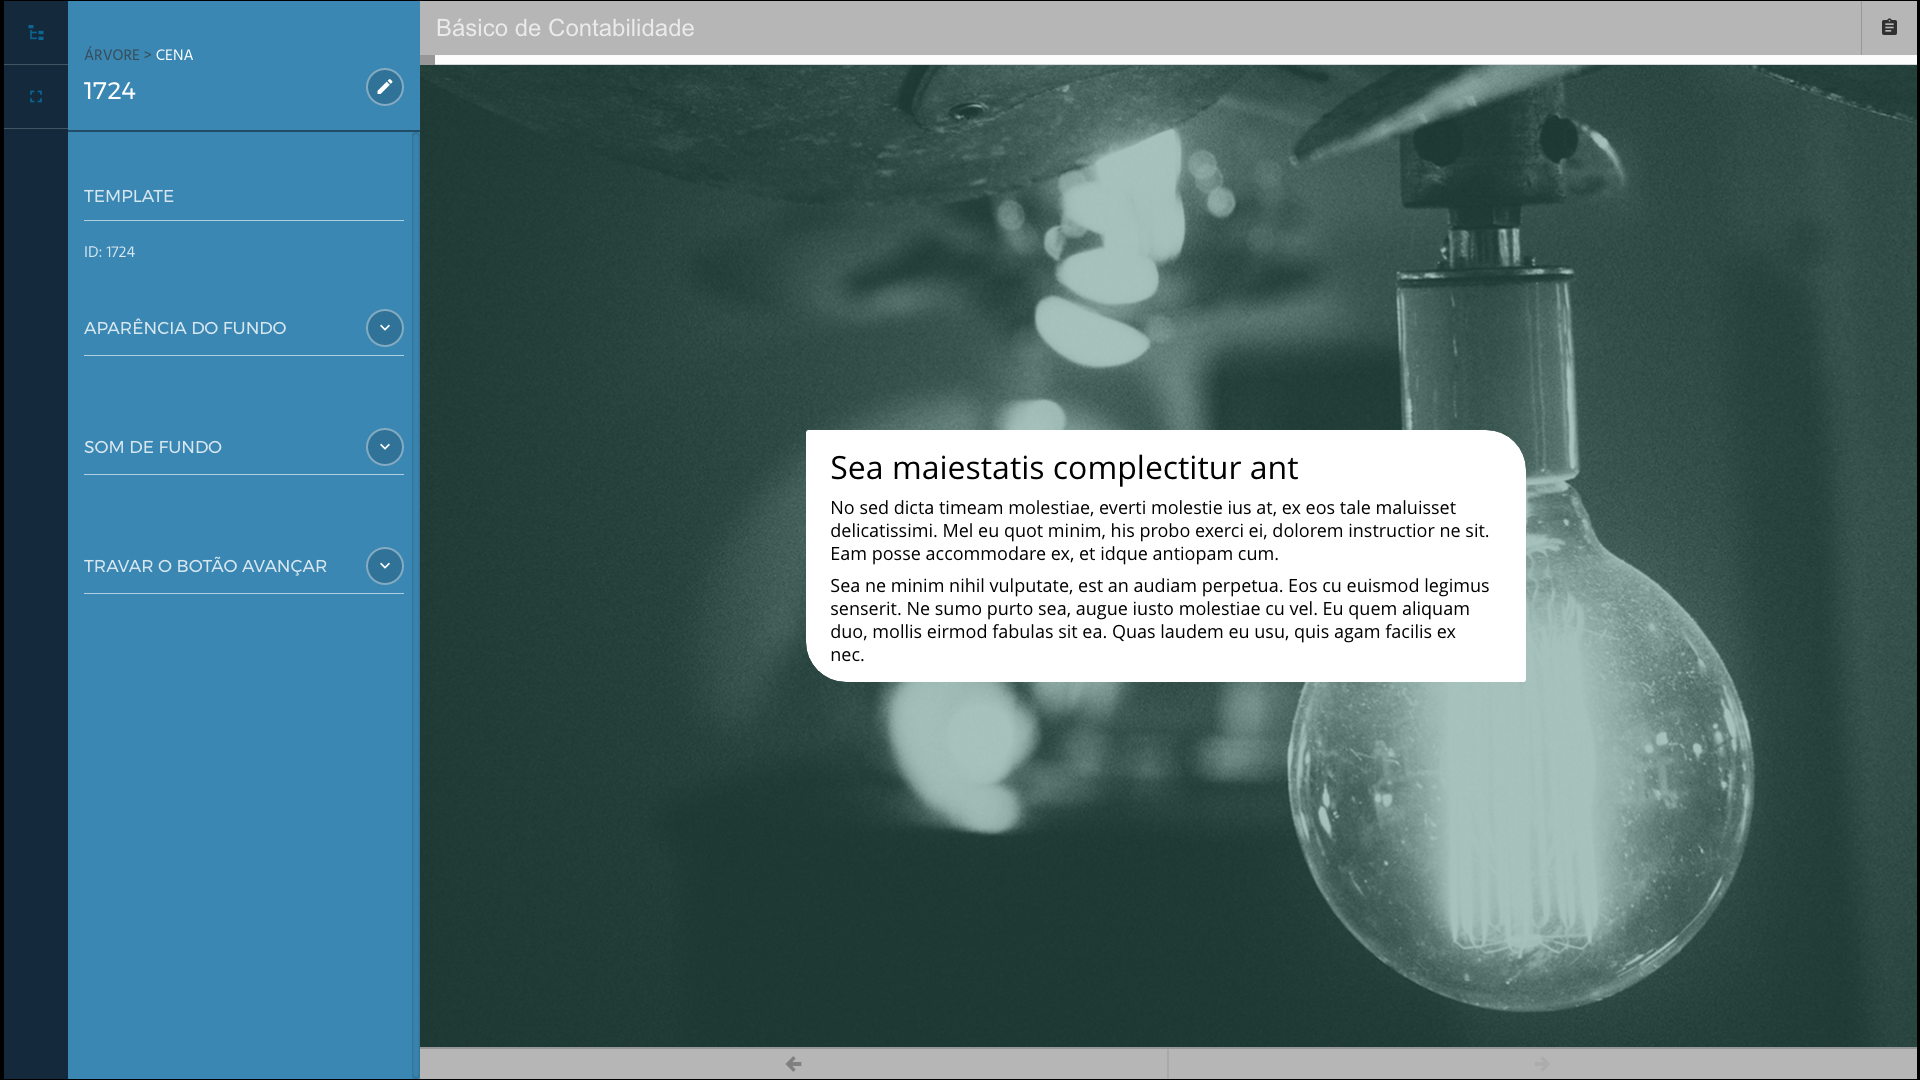 ÁRVORE > CENA
1724
TEMPLATE
ID: 1724
APARÊNCIA DO FUNDO
SOM DE FUNDO
TRAVAR O BOTÃO AVANÇAR
Básico de Contabilidade
Sea maiestatis complectitur ant
No sed dicta timeam molestiae, everti molestie ius at, ex eos tale maluisset
delicatissimi. Mel eu quot minim, his probo exerci ei, dolorem instructior ne sit.
Eam posse accommodare ex, et idque antiopam cum.
Sea ne minim nihil vulputate, est an audiam perpetua. Eos cu euismod legimus
senserit. Ne sumo purto sea, augue iusto molestiae cu vel. Eu quem aliquam
duo, mollis eirmod fabulas sit ea. Quas laudem eu usu, quis agam facilis ex
nec.